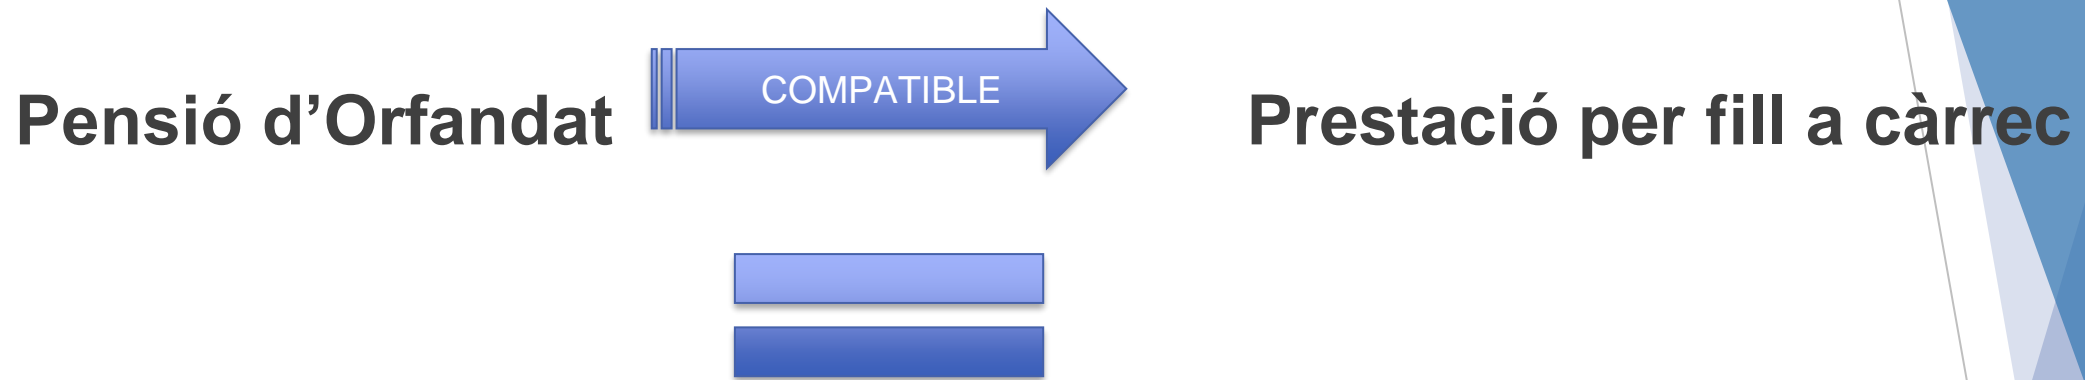 Pensió d’Orfandat
COMPATIBLE
Prestació per fill a càrrec